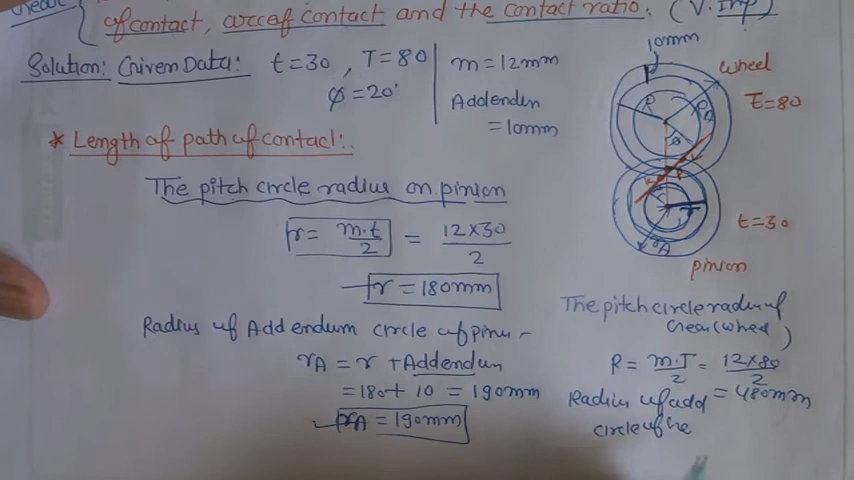 of contact, arc of contact and the contact ratio. (V. Imp)
Solution: Given Data: t=30, T=80
φ=20°
m=12mm
Addendum
=10mm
* Length of path of contact:
The pitch circle radius on pinion
r = m.t/2 = 12×30/2
r = 180mm
Radius of Addendum circle of pin
rA = r + Addendum
= 180 + 10 = 190mm
rA = 190mm
10mm
wheel
R
RA
T=80
φ
P
r
rA
t=30
pinion
The pitch circle radius of
Gear (wheel)
R = m.T/2 = 12×80/2
= 480mm
Radius of add
circle of